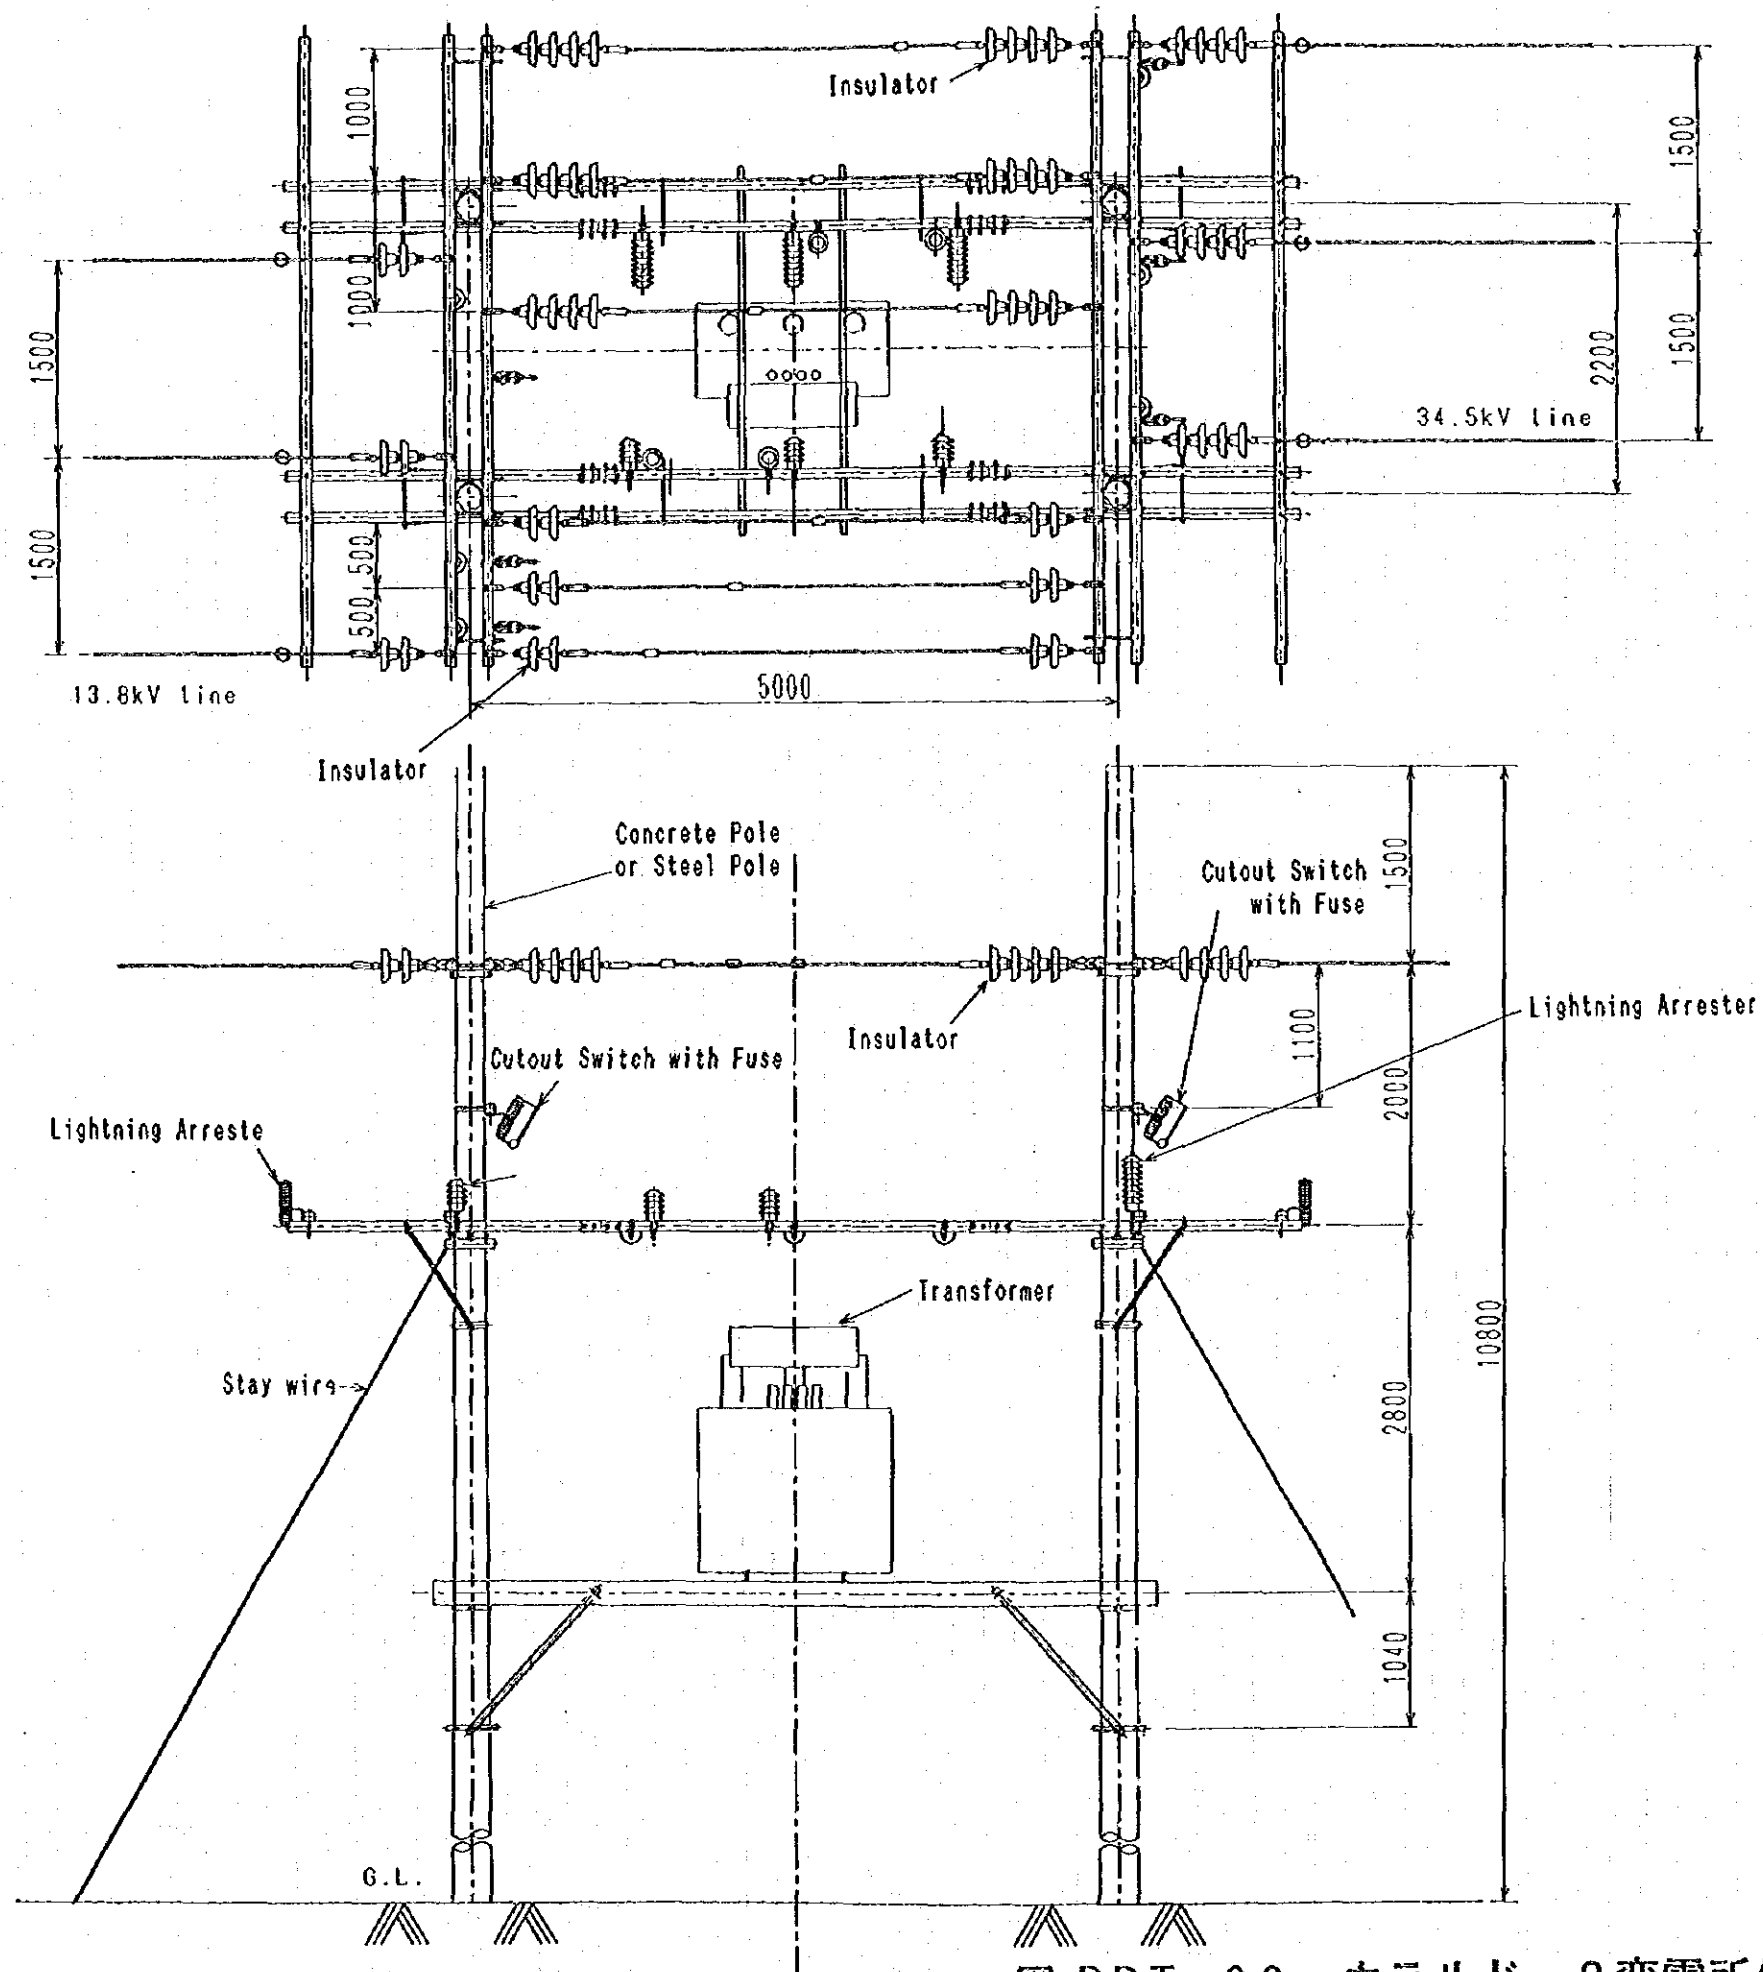 Insulator
1000
1500
1000
1500
2200
1500
34.5kV line
1500
500
500
13.8kV line
5000
Insulator
Concrete Pole
or Steel Pole
1500
Cutout Switch
with Fuse
Insulator
1100
Lightning Arrester
Cutout Switch with Fuse
2000
Lightning Arreste
Transformer
10800
Stay wire
2800
1040
G.L.